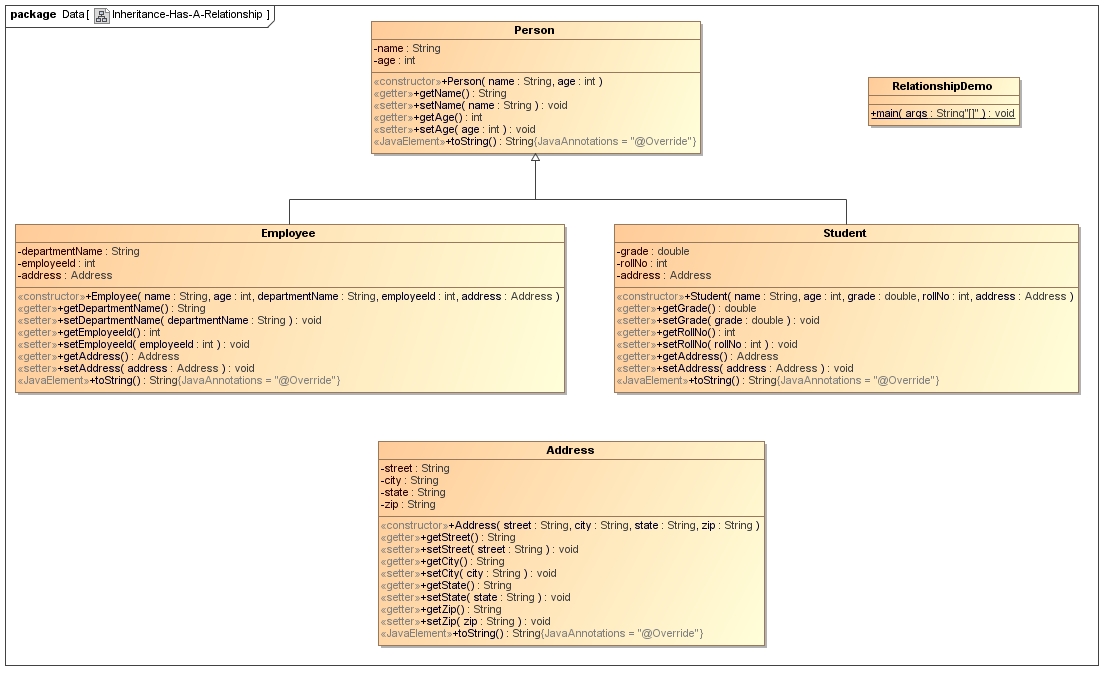 package Data [ Inheritance-Has-A-Relationship ]
Person
-name : String
-age : int
«constructor»+Person( name : String, age : int )
«getter»+getName() : String
«setter»+setName( name : String ) : void
«getter»+getAge() : int
«setter»+setAge( age : int ) : void
«JavaElement»+toString() : String{JavaAnnotations = "@Override"}
RelationshipDemo
+main( args : String"[]" ) : void
Employee
-departmentName : String
-employeeId : int
-address : Address
«constructor»+Employee( name : String, age : int, departmentName : String, employeeId : int, address : Address )
«getter»+getDepartmentName() : String
«setter»+setDepartmentName( departmentName : String ) : void
«getter»+getEmployeeId() : int
«setter»+setEmployeeId( employeeId : int ) : void
«getter»+getAddress() : Address
«setter»+setAddress( address : Address ) : void
«JavaElement»+toString() : String{JavaAnnotations = "@Override"}
Student
-grade : double
-rollNo : int
-address : Address
«constructor»+Student( name : String, age : int, grade : double, rollNo : int, address : Address )
«getter»+getGrade() : double
«setter»+setGrade( grade : double ) : void
«getter»+getRollNo() : int
«setter»+setRollNo( rollNo : int ) : void
«getter»+getAddress() : Address
«setter»+setAddress( address : Address ) : void
«JavaElement»+toString() : String{JavaAnnotations = "@Override"}
Address
-street : String
-city : String
-state : String
-zip : String
«constructor»+Address( street : String, city : String, state : String, zip : String )
«getter»+getStreet() : String
«setter»+setStreet( street : String ) : void
«getter»+getCity() : String
«setter»+setCity( city : String ) : void
«getter»+getState() : String
«setter»+setState( state : String ) : void
«getter»+getZip() : String
«setter»+setZip( zip : String ) : void
«JavaElement»+toString() : String{JavaAnnotations = "@Override"}